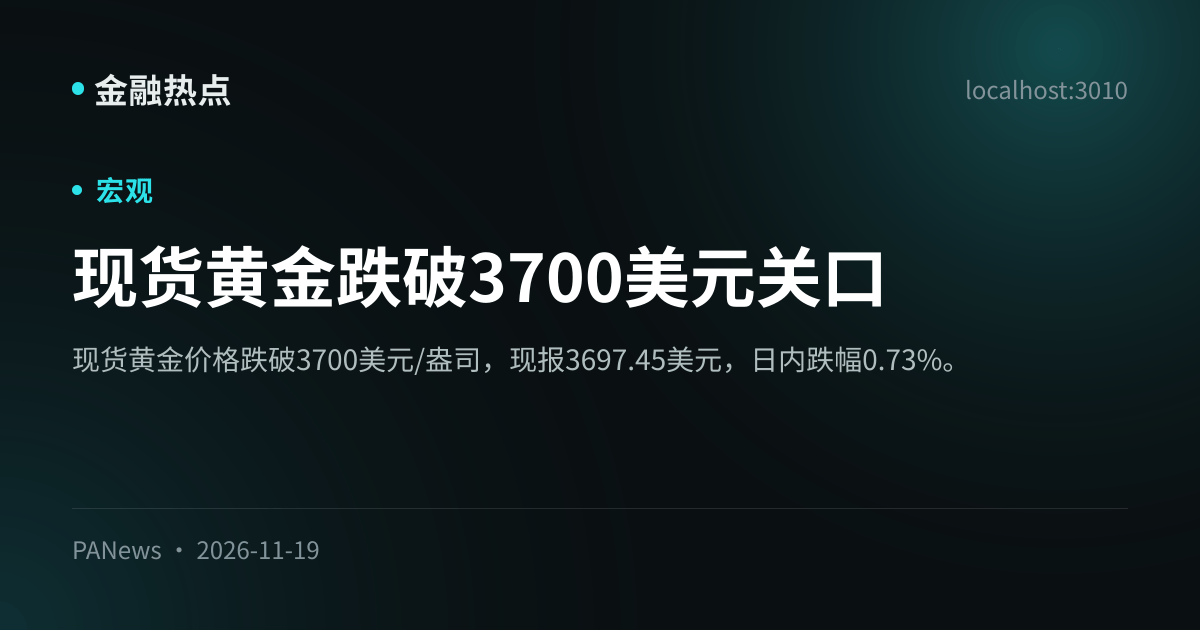 金融热点
localhost:3010
宏观
现货黄金跌破3700美元关口
现货黄金价格跌破3700美元/盎司，现报3697.45美元，日内跌幅0.73%。
PANews • 2026-11-19